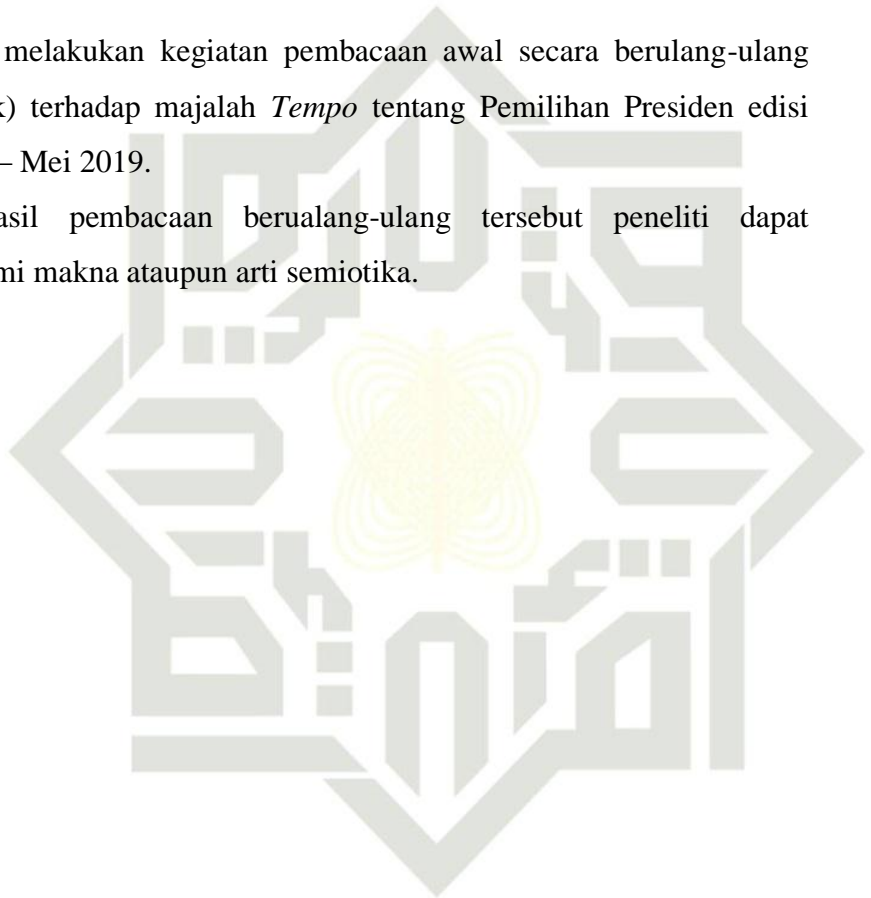 melakukan kegiatan pembacaan awal secara berulang-ulang
k) terhadap majalah Tempo tentang Pemilihan Presiden edisi
– Mei 2019.
asil pembacaan berualang-ulang tersebut peneliti dapat
mi makna ataupun arti semiotika.